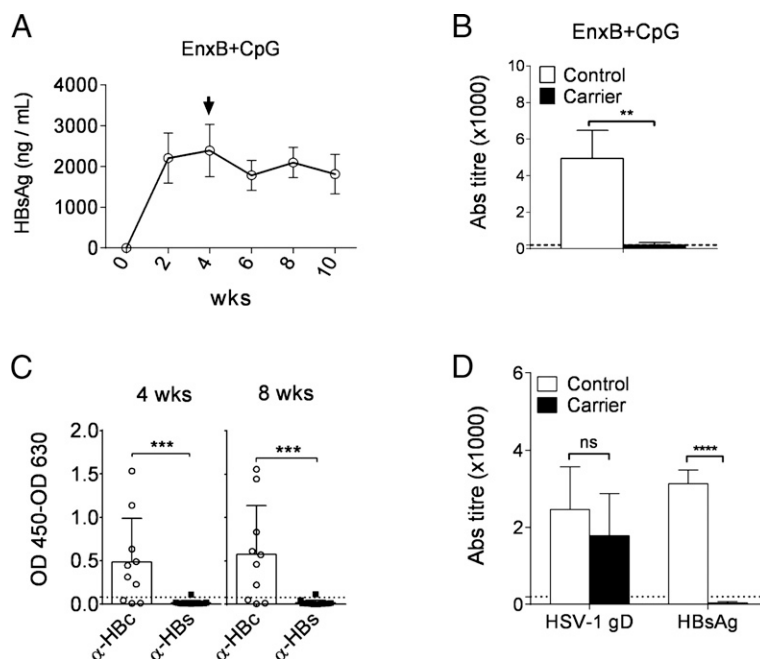 A
EnxB+CpG
HBsAg (ng / mL)
4000
3000
2000
1000
0
0 2 4 6 8 10
wks
B
EnxB+CpG
Abs titre (x1000)
10
8
6
4
2
0
Control
Carrier
**
C
4 wks 8 wks
OD 450-OD 630
2.0
1.5
1.0
0.5
0.0
*** ***
α-HBc α-HBs α-HBc α-HBs
D
Control
Carrier
Abs titre (x1000)
6
4
2
0
ns ****
HSV-1 gD HBsAg